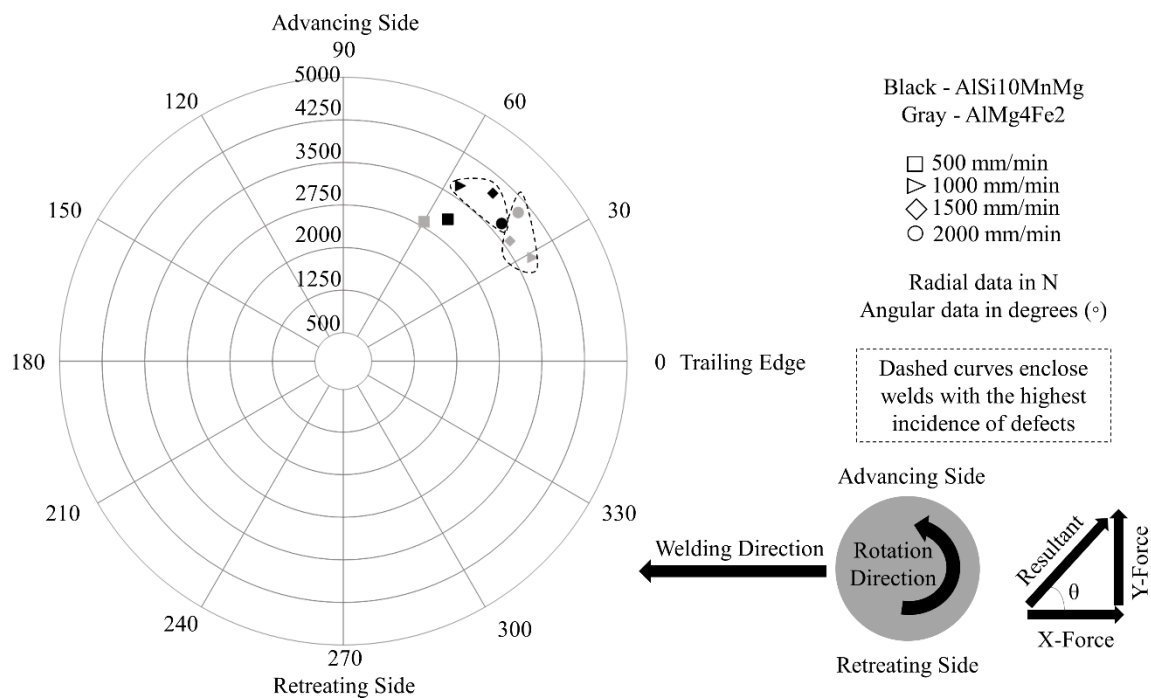 Advancing Side
90
5000
4250
3500
2750
2000
1250
500
120
60
150
30
180
0 Trailing Edge
210
330
240
300
270
Retreating Side
Black - AlSi10MnMg
Gray - AlMg4Fe2
500 mm/min
1000 mm/min
1500 mm/min
2000 mm/min
Radial data in N
Angular data in degrees (°)
Dashed curves enclose
welds with the highest
incidence of defects
Advancing Side
Welding Direction
Rotation
Direction
Retreating Side
Resultant
θ
Y-Force
X-Force